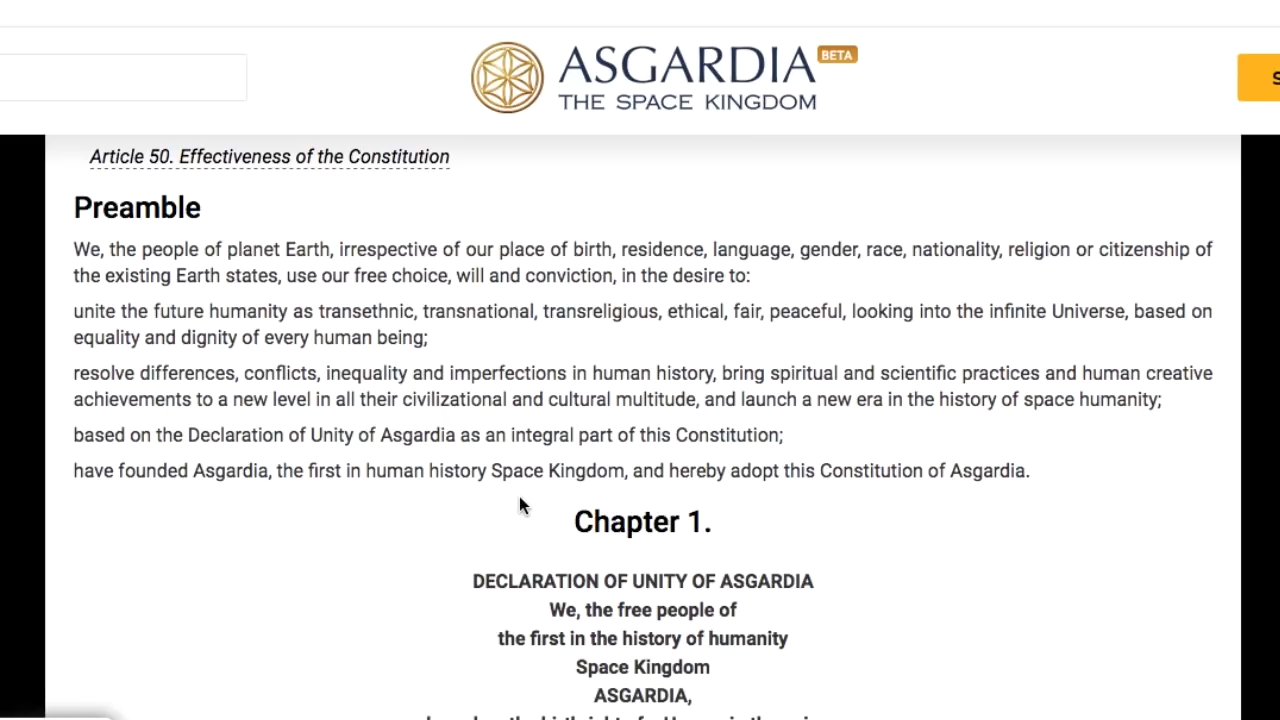 ASGARDIA BETA
THE SPACE KINGDOM
Article 50. Effectiveness of the Constitution
Preamble
We, the people of planet Earth, irrespective of our place of birth, residence, language, gender, race, nationality, religion or citizenship of
the existing Earth states, use our free choice, will and conviction, in the desire to:
unite the future humanity as transethnic, transnational, transreligious, ethical, fair, peaceful, looking into the infinite Universe, based on
equality and dignity of every human being;
resolve differences, conflicts, inequality and imperfections in human history, bring spiritual and scientific practices and human creative
achievements to a new level in all their civilizational and cultural multitude, and launch a new era in the history of space humanity;
based on the Declaration of Unity of Asgardia as an integral part of this Constitution;
have founded Asgardia, the first in human history Space Kingdom, and hereby adopt this Constitution of Asgardia.
Chapter 1.
DECLARATION OF UNITY OF ASGARDIA
We, the free people of
the first in the history of humanity
Space Kingdom
ASGARDIA,